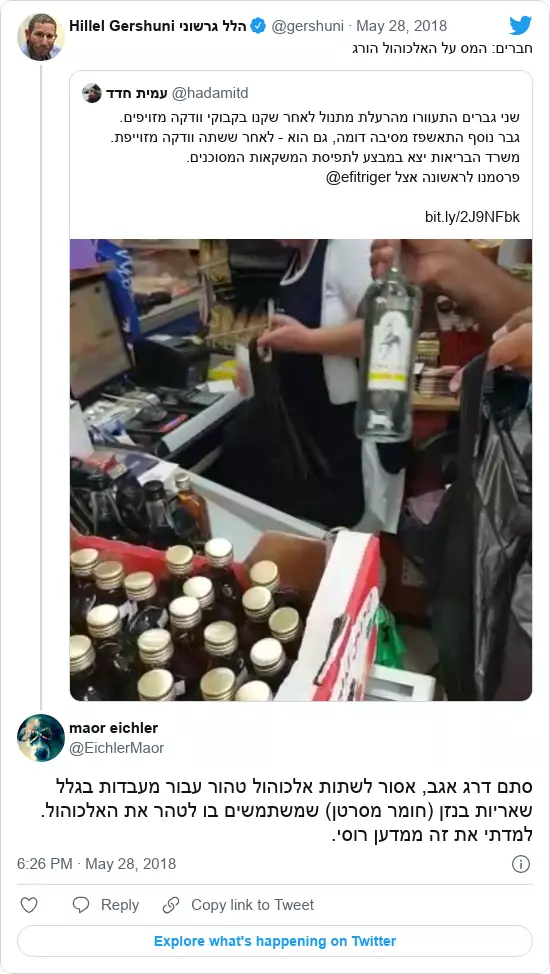 Hillel Gershuni הלל גרשוני @gershuni · May 28, 2018
חברים: המס על האלכוהול הורג
עמית חדד @hadamitd
שני גברים התעוורו מהרעלת מתנול לאחר שקנו בקבוקי וודקה מזויפים.
גבר נוסף התאשפז מסיבה דומה, גם הוא - לאחר ששתה וודקה מזוייפת.
משרד הבריאות יצא במבצע לתפיסת המשקאות המסוכנים.
פרסמנו לראשונה אצל @efitriger
bit.ly/2J9NFbk
maor eichler
@EichlerMaor
סתם דרג אגב, אסור לשתות אלכוהול טהור עבור מעבדות בגלל
שאריות בנזן (חומר מסרטן) שמשתמשים בו לטהר את האלכוהול.
למדתי את זה ממדען רוסי.
6:26 PM · May 28, 2018
Reply
Copy link to Tweet
Explore what's happening on Twitter